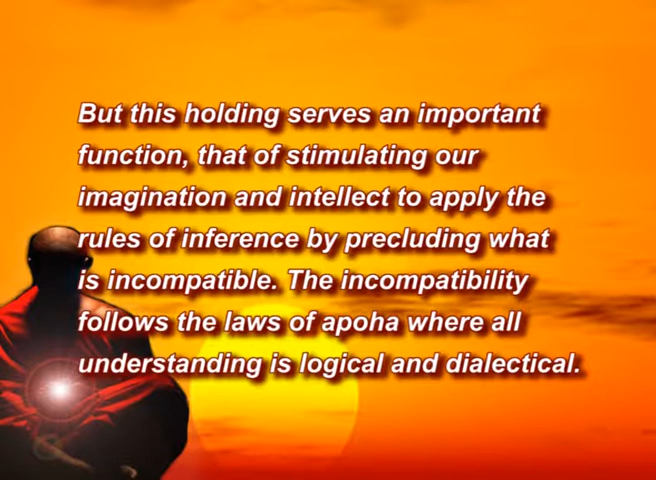 But this holding serves an important
function, that of stimulating our
imagination and intellect to apply the
rules of inference by precluding what
is incompatible. The incompatibility
follows the laws of apoha where all
understanding is logical and dialectical.